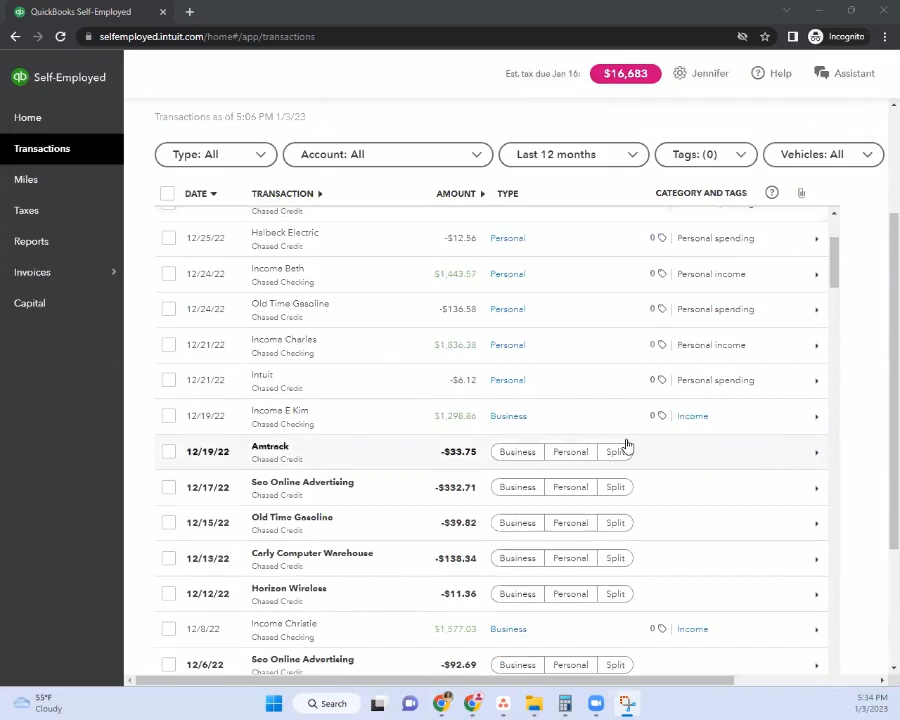 QuickBooks Self-Employed
selfemployed.intuit.com/home#/app/transactions
Incognito
qb Self-Employed
Home
Transactions
Miles
Taxes
Reports
Invoices
Capital
Est. tax due Jan 16: $16,683 Jennifer Help Assistant
Transactions as of 5:06 PM 1/3/23
Type: All Account: All Last 12 months Tags: (0) Vehicles: All
DATE TRANSACTION AMOUNT TYPE CATEGORY AND TAGS
Chased Credit
12/25/22 Halbeck Electric -$12.56 Personal 0 Personal spending
Chased Credit
12/24/22 Income Beth $1,443.57 Personal 0 Personal income
Chased Checking
12/24/22 Old Time Gasoline -$136.58 Personal 0 Personal spending
Chased Credit
12/21/22 Income Charles $1,836.38 Personal 0 Personal income
Chased Checking
12/21/22 Intuit -$6.12 Personal 0 Personal spending
Chased Credit
12/19/22 Income E Kim $1,298.86 Business 0 Income
Chased Checking
12/19/22 Amtrack -$33.75 Business Personal Split
Chased Credit
12/17/22 Seo Online Advertising -$332.71 Business Personal Split
Chased Credit
12/15/22 Old Time Gasoline -$39.82 Business Personal Split
Chased Credit
12/13/22 Carly Computer Warehouse -$138.34 Business Personal Split
Chased Credit
12/12/22 Horizon Wireless -$11.36 Business Personal Split
Chased Credit
12/8/22 Income Christie $1,577.03 Business 0 Income
Chased Checking
12/6/22 Seo Online Advertising -$92.69 Business Personal Split
Chased Credit
55°F
Cloudy
Search
5:34 PM
1/3/2023